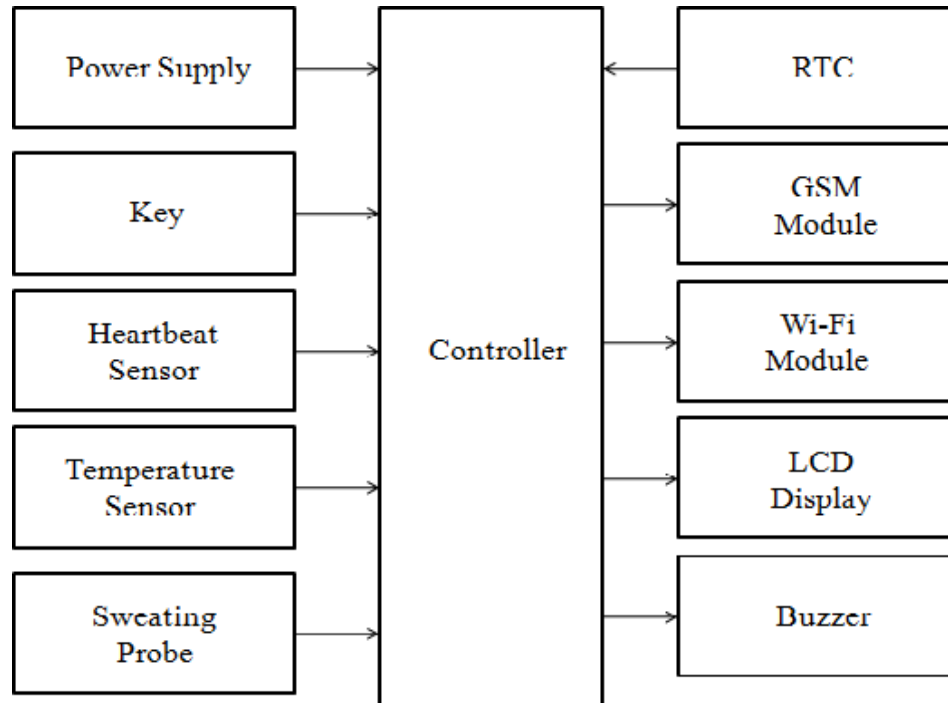 Power Supply
Key
Heartbeat
Sensor
Temperature
Sensor
Sweating
Probe
Controller
RTC
GSM
Module
Wi-Fi
Module
LCD
Display
Buzzer